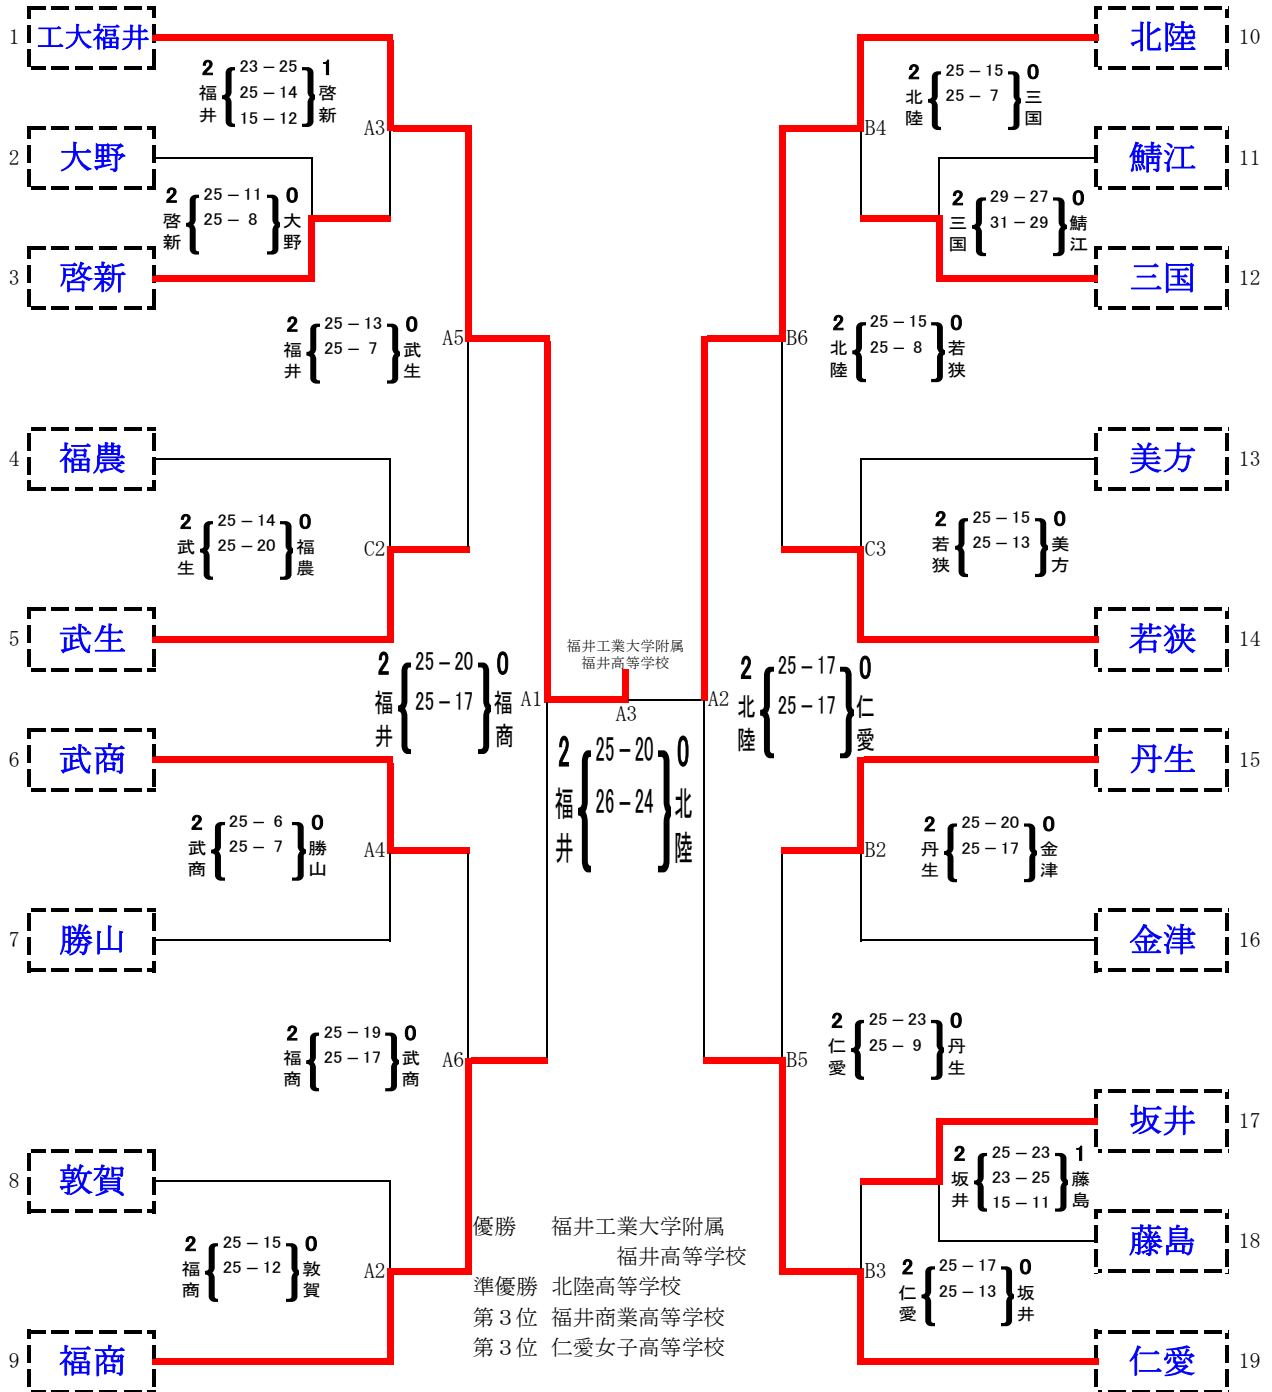 1 工大福井
2 福井 23－25 25－14 15－12 1 啓新
A3
2 大野
2 啓新 25－11 25－8 0 大野
3 啓新
2 福井 25－13 25－7 0 武生
A5
4 福農
2 武生 25－14 25－20 0 福農
C2
5 武生
2 福井 25－20 25－17 0 福商
A1
6 武商
2 武商 25－6 25－7 0 勝山
A4
7 勝山
2 福商 25－19 25－17 0 武商
A6
8 敦賀
2 福商 25－15 25－12 0 敦賀
A2
9 福商
福井工業大学附属
福井高等学校
A3
2 福井 25－20 26－24 0 北陸
北陸 10
2 北陸 25－15 25－7 0 三国
B4
鯖江 11
2 三国 29－27 31－29 0 鯖江
三国 12
2 北陸 25－15 25－8 0 若狭
B6
美方 13
2 若狭 25－15 25－13 0 美方
C3
若狭 14
A2
2 北陸 25－17 25－17 0 仁愛
丹生 15
2 丹生 25－20 25－17 0 金津
B2
金津 16
2 仁愛 25－23 25－9 0 丹生
B5
坂井 17
2 坂井 25－23 23－25 15－11 1 藤島
藤島 18
B3
2 仁愛 25－17 25－13 0 坂井
仁愛 19
優勝 福井工業大学附属
福井高等学校
準優勝 北陸高等学校
第３位 福井商業高等学校
第３位 仁愛女子高等学校